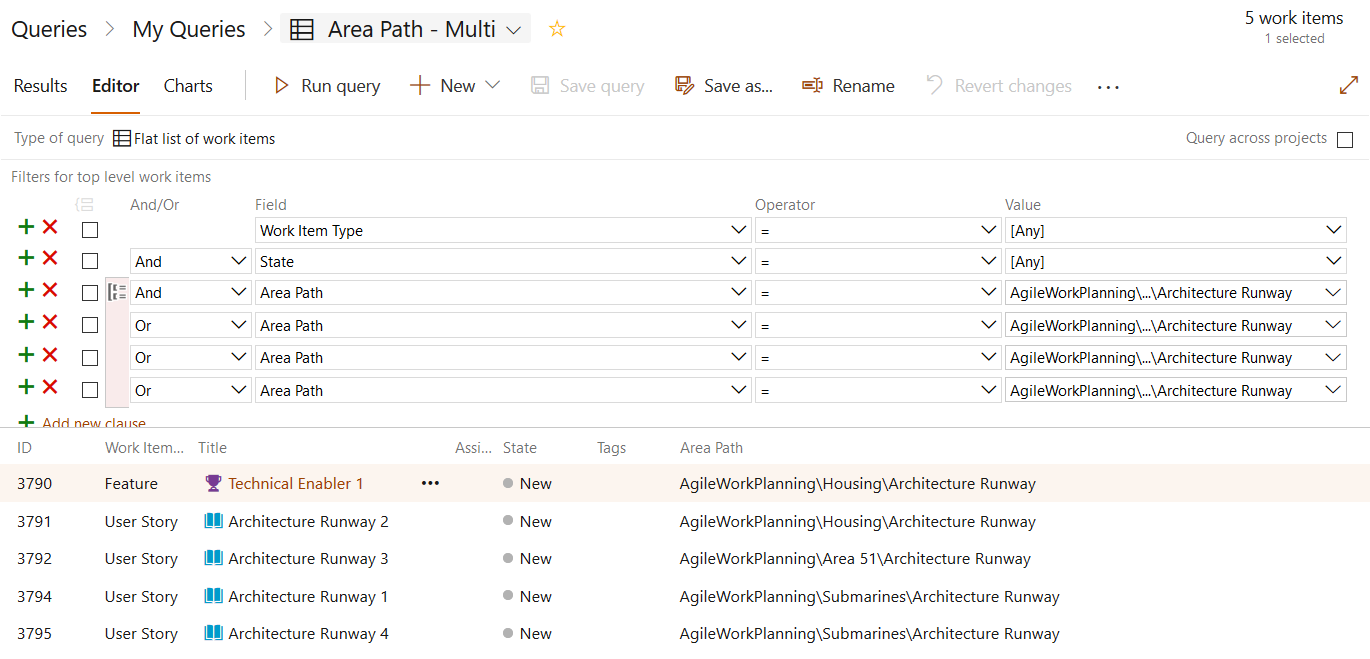 Queries > My Queries > Area Path - Multi
5 work items
1 selected
Results Editor Charts Run query New Save query Save as... Rename Revert changes ...
Type of query Flat list of work items Query across projects
Filters for top level work items
And/Or Field Operator Value
Work Item Type = [Any]
And State = [Any]
And Area Path = AgileWorkPlanning\...\Architecture Runway
Or Area Path = AgileWorkPlanning\...\Architecture Runway
Or Area Path = AgileWorkPlanning\...\Architecture Runway
Or Area Path = AgileWorkPlanning\...\Architecture Runway
Add new clause
ID Work Item... Title Assi... State Tags Area Path
3790 Feature Technical Enabler 1 ... New AgileWorkPlanning\Housing\Architecture Runway
3791 User Story Architecture Runway 2 New AgileWorkPlanning\Housing\Architecture Runway
3792 User Story Architecture Runway 3 New AgileWorkPlanning\Area 51\Architecture Runway
3794 User Story Architecture Runway 1 New AgileWorkPlanning\Submarines\Architecture Runway
3795 User Story Architecture Runway 4 New AgileWorkPlanning\Submarines\Architecture Runway